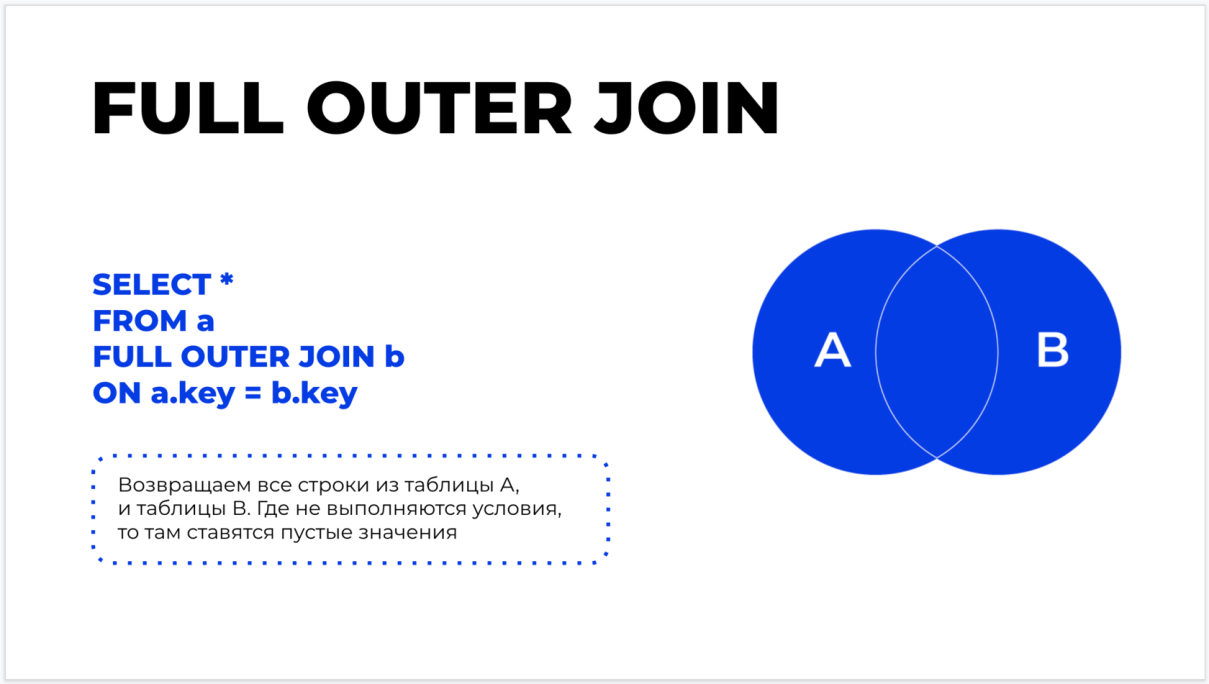 FULL OUTER JOIN
SELECT *
FROM a
FULL OUTER JOIN b
ON a.key = b.key
Возвращаем все строки из таблицы А,
и таблицы В. Где не выполняются условия,
то там ставятся пустые значения
A
B